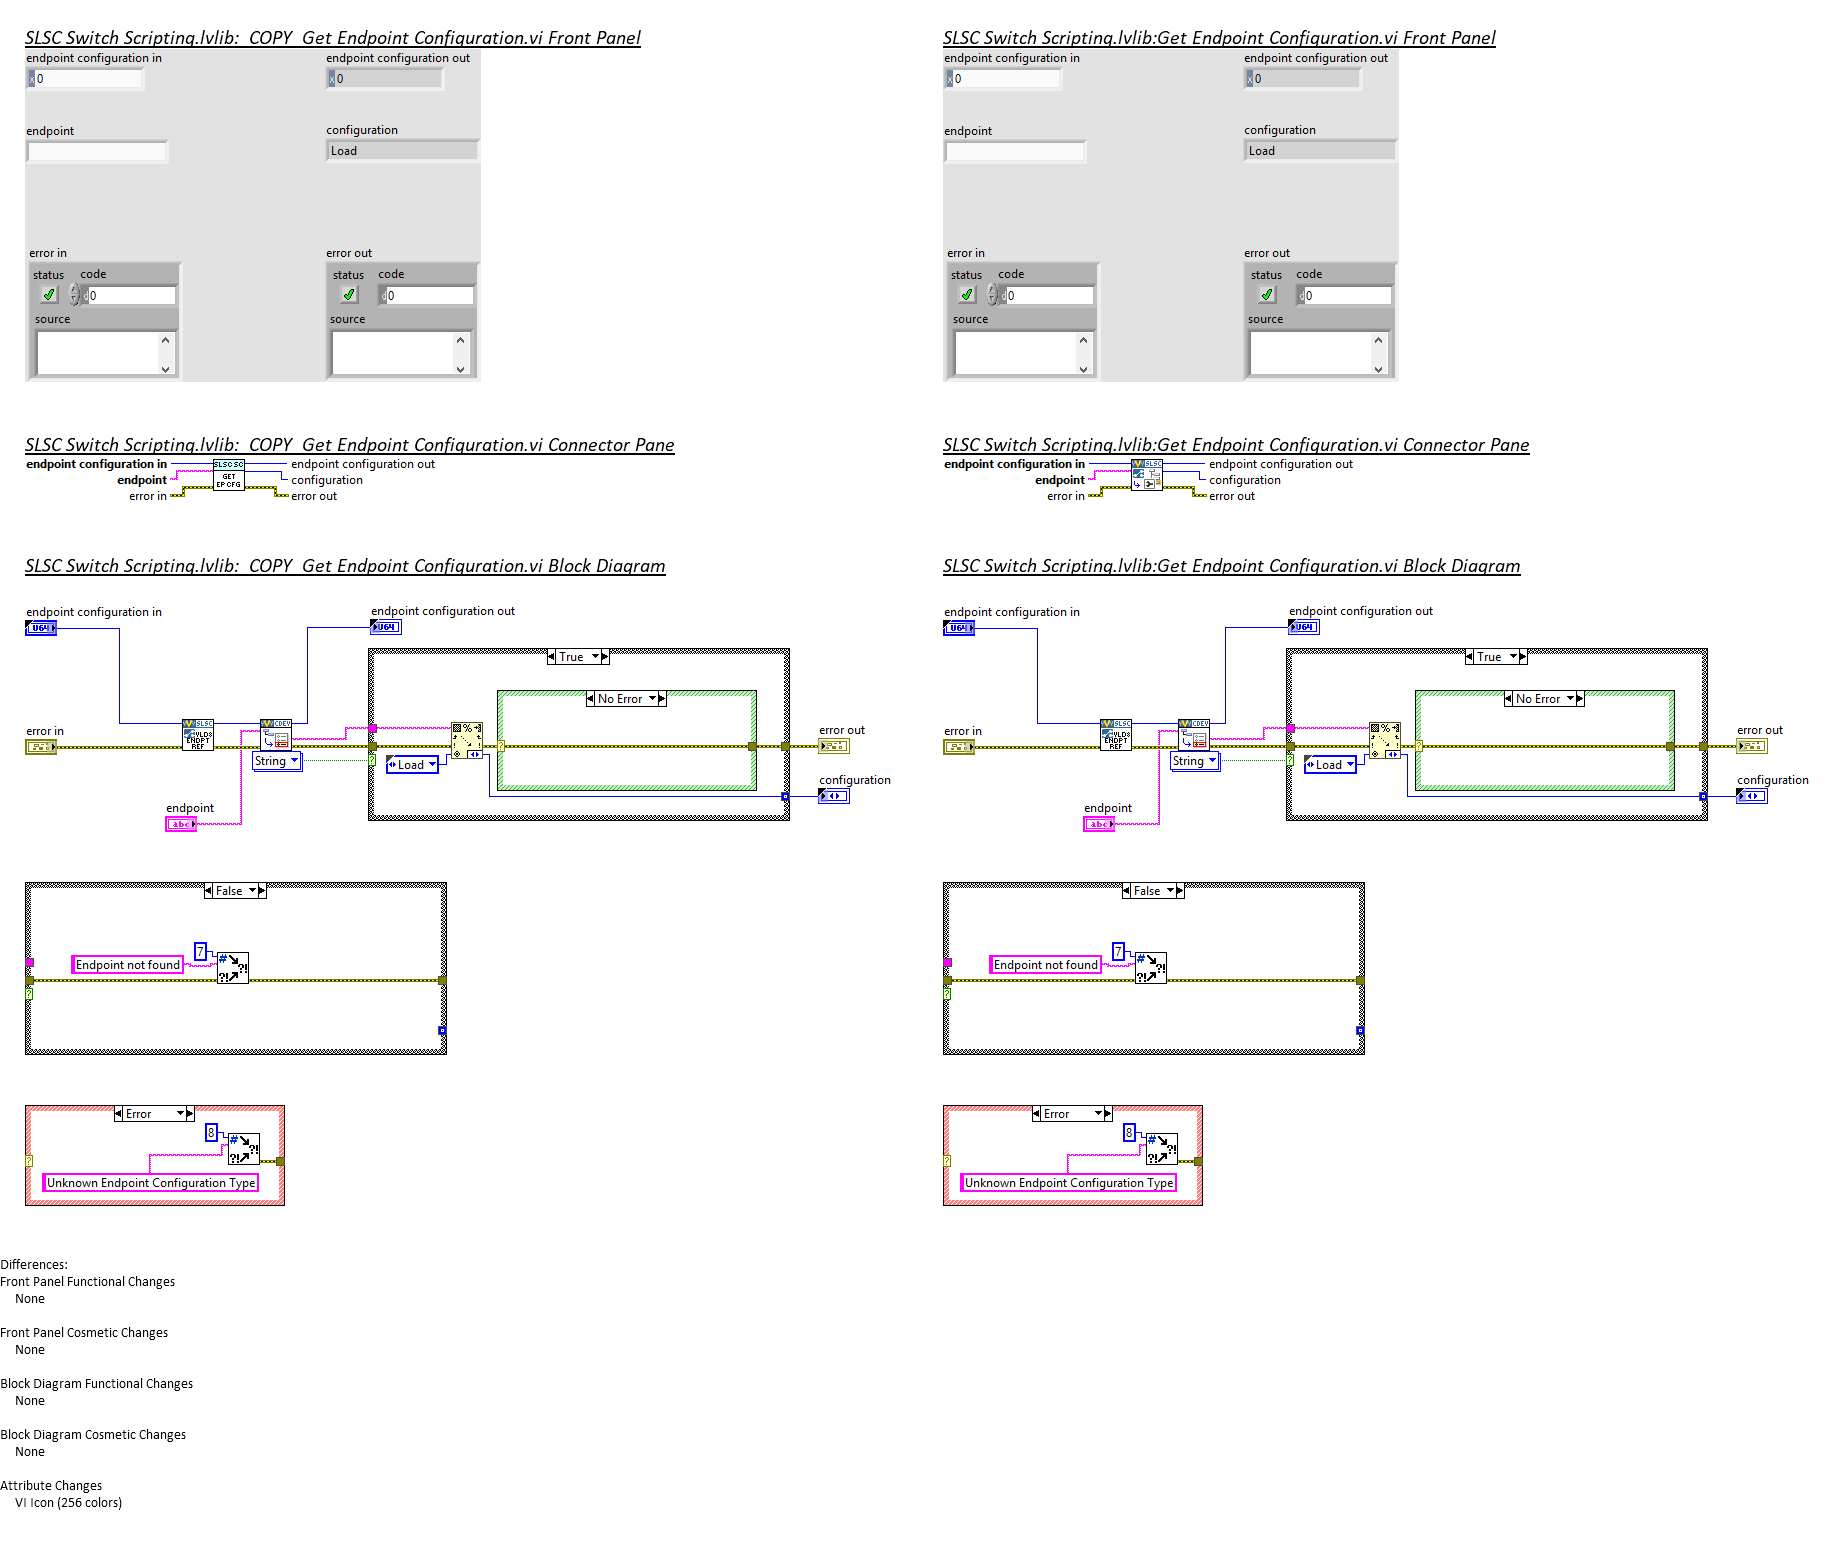 SLSC Switch Scripting.lvlib:_COPY_Get Endpoint Configuration.vi Front Panel
endpoint configuration in
x 0
endpoint configuration out
x 0
endpoint
configuration
Load
error in
status
code
d 0
source
error out
status
code
d 0
source
SLSC Switch Scripting.lvlib:Get Endpoint Configuration.vi Front Panel
endpoint configuration in
x 0
endpoint configuration out
x 0
endpoint
configuration
Load
error in
status
code
d 0
source
error out
status
code
d 0
source
SLSC Switch Scripting.lvlib:_COPY_Get Endpoint Configuration.vi Connector Pane
endpoint configuration in
endpoint
error in
SLSC SC
GET
EP CFG
endpoint configuration out
configuration
error out
SLSC Switch Scripting.lvlib:Get Endpoint Configuration.vi Connector Pane
endpoint configuration in
endpoint
error in
SLSC
endpoint configuration out
configuration
error out
SLSC Switch Scripting.lvlib:_COPY_Get Endpoint Configuration.vi Block Diagram
endpoint configuration in
U64
endpoint configuration out
U64
True
No Error
error in
SLSC
VLD8
ENDPT
REF
CDEV
String
?
Load
%
?
error out
configuration
endpoint
abc
SLSC Switch Scripting.lvlib:Get Endpoint Configuration.vi Block Diagram
endpoint configuration in
U64
endpoint configuration out
U64
True
No Error
error in
SLSC
VLD8
ENDPT
REF
CDEV
String
?
Load
%
?
error out
configuration
endpoint
abc
False
7
Endpoint not found
#
?!
?!
?
False
7
Endpoint not found
#
?!
?!
?
Error
8
#
?!
?!
?
Unknown Endpoint Configuration Type
Error
8
#
?!
?!
?
Unknown Endpoint Configuration Type
Differences:
Front Panel Functional Changes
None
Front Panel Cosmetic Changes
None
Block Diagram Functional Changes
None
Block Diagram Cosmetic Changes
None
Attribute Changes
VI Icon (256 colors)